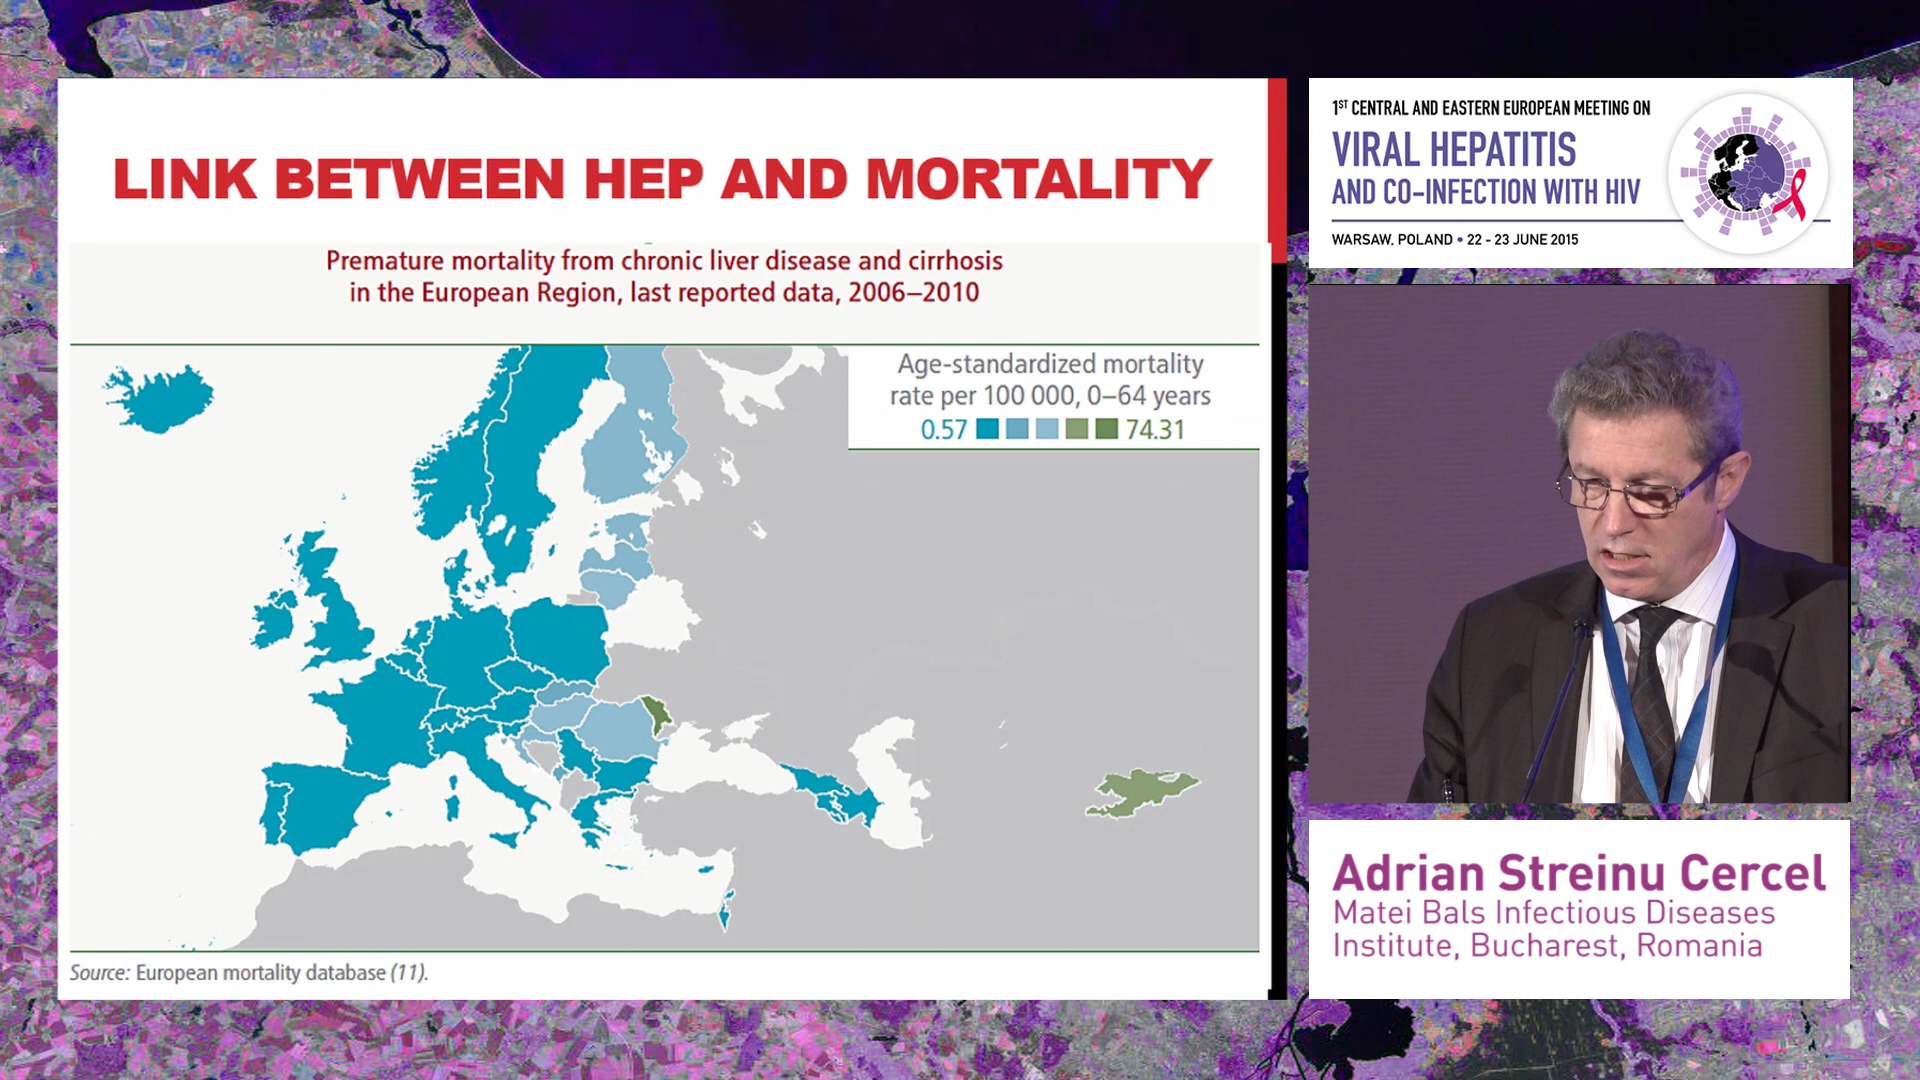 LINK BETWEEN HEP AND MORTALITY
Premature mortality from chronic liver disease and cirrhosis
in the European Region, last reported data, 2006–2010
Age-standardized mortality
rate per 100 000, 0–64 years
0.57 74.31
Source: European mortality database (11).
1ST CENTRAL AND EASTERN EUROPEAN MEETING ON
VIRAL HEPATITIS
AND CO-INFECTION WITH HIV
WARSAW, POLAND • 22 - 23 JUNE 2015
Adrian Streinu Cercel
Matei Bals Infectious Diseases
Institute, Bucharest, Romania